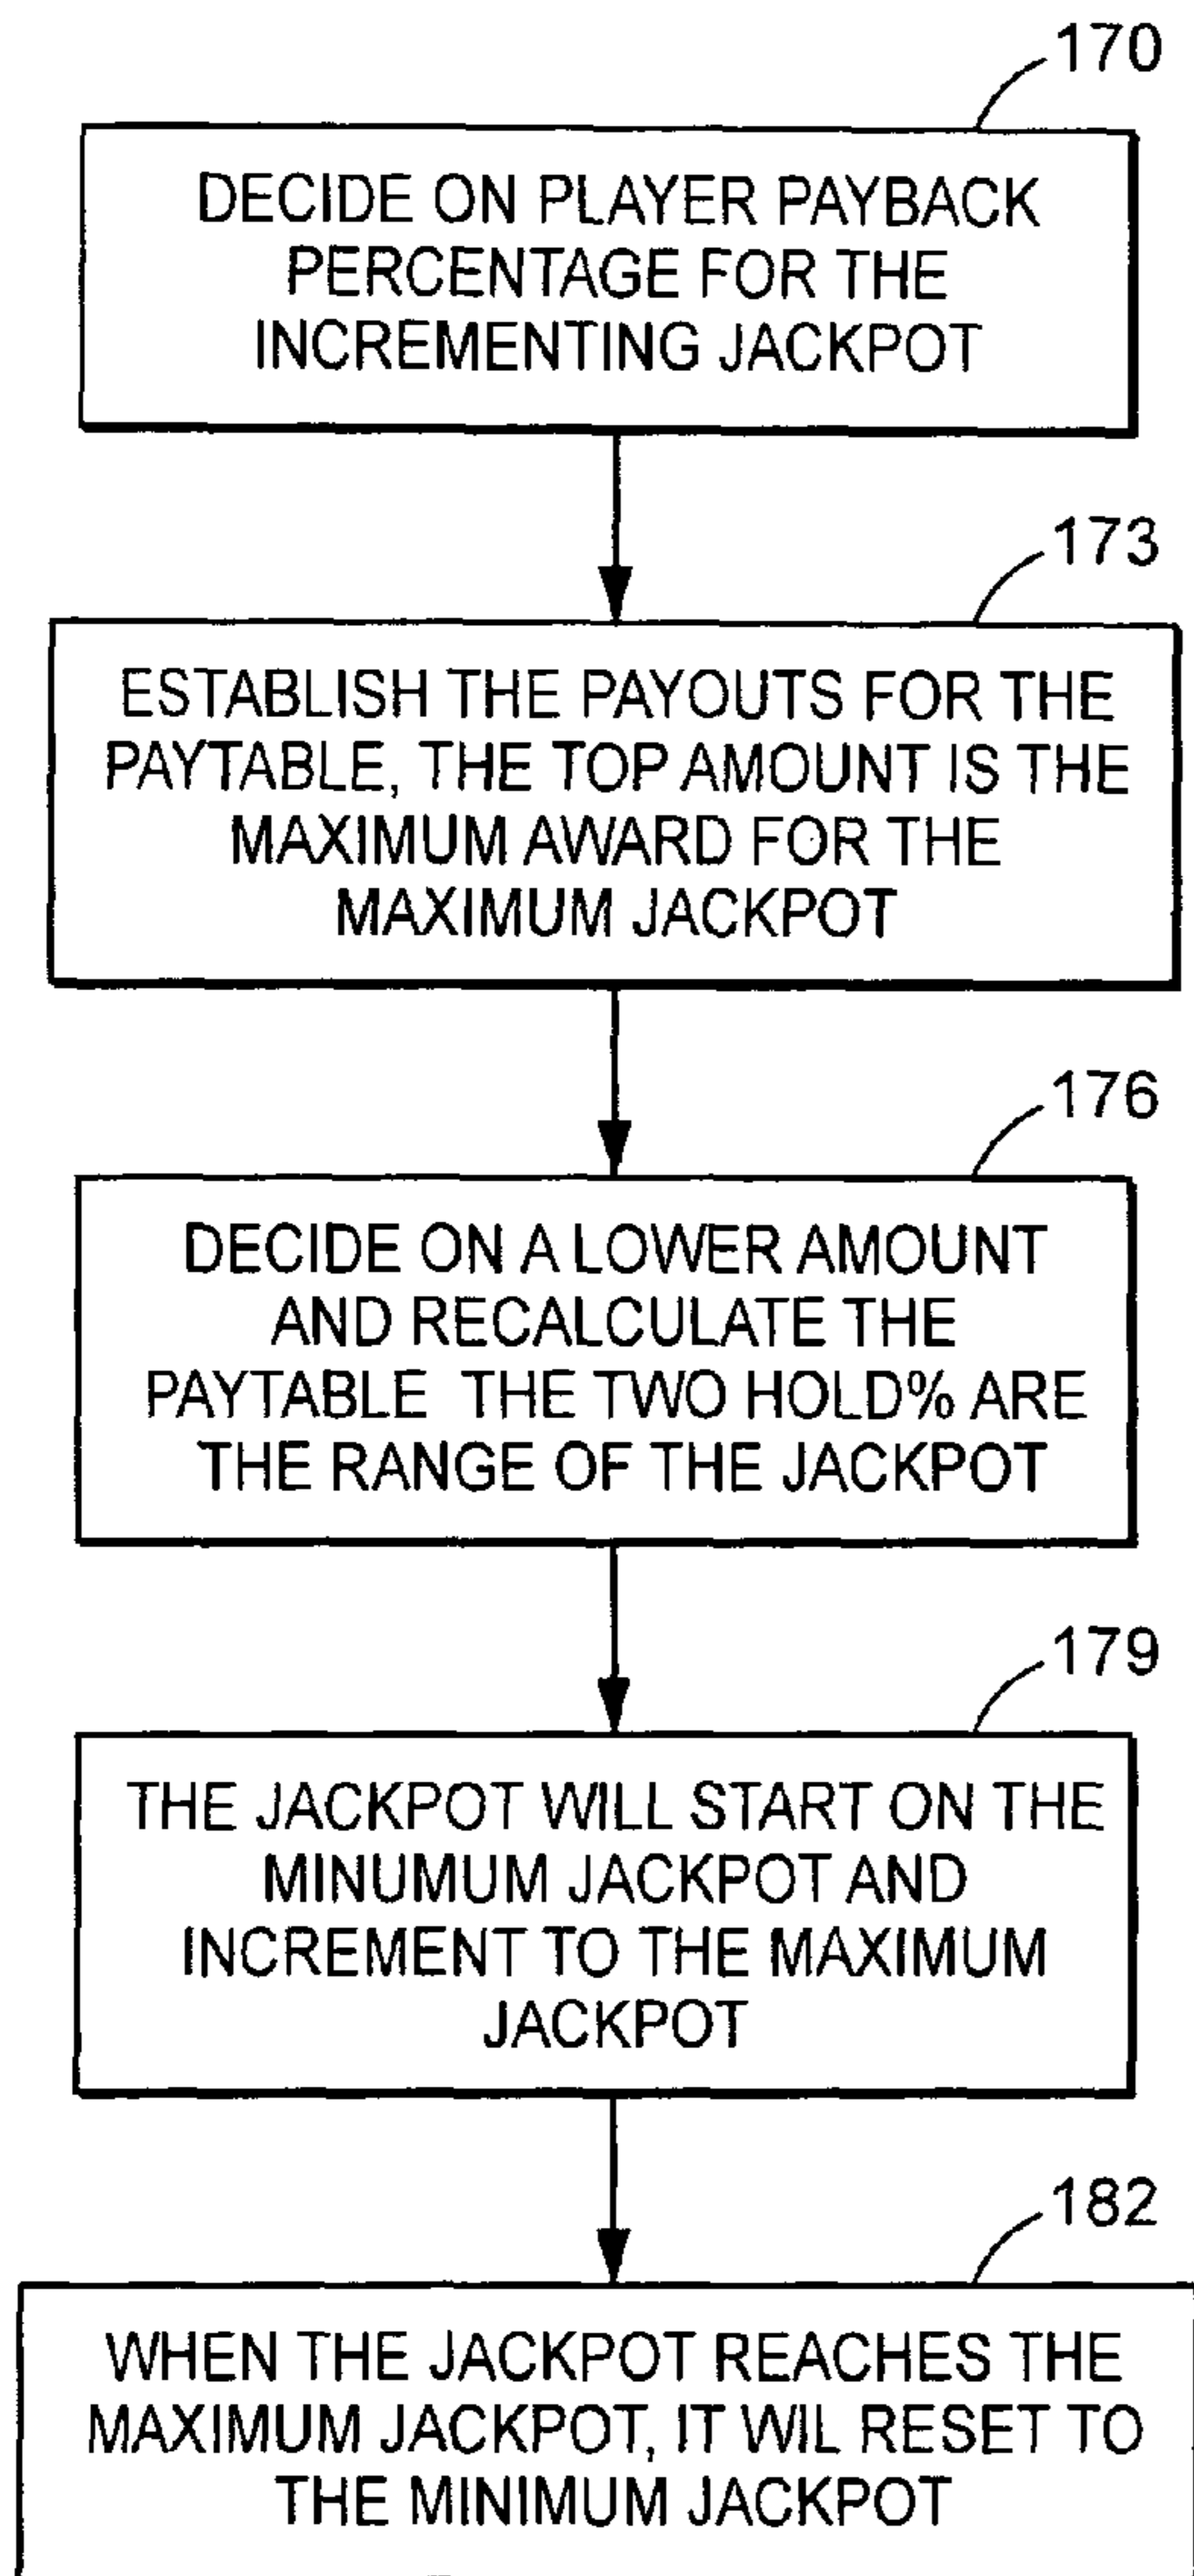 170
DECIDE ON PLAYER PAYBACK
PERCENTAGE FOR THE
INCREMENTING JACKPOT
173
ESTABLISH THE PAYOUTS FOR THE
PAYTABLE, THE TOP AMOUNT IS THE
MAXIMUM AWARD FOR THE
MAXIMUM JACKPOT
176
DECIDE ON A LOWER AMOUNT
AND RECALCULATE THE
PAYTABLE THE TWO HOLD% ARE
THE RANGE OF THE JACKPOT
179
THE JACKPOT WILL START ON THE
MINUMUM JACKPOT AND
INCREMENT TO THE MAXIMUM
JACKPOT
182
WHEN THE JACKPOT REACHES THE
MAXIMUM JACKPOT, IT WIL RESET TO
THE MINIMUM JACKPOT